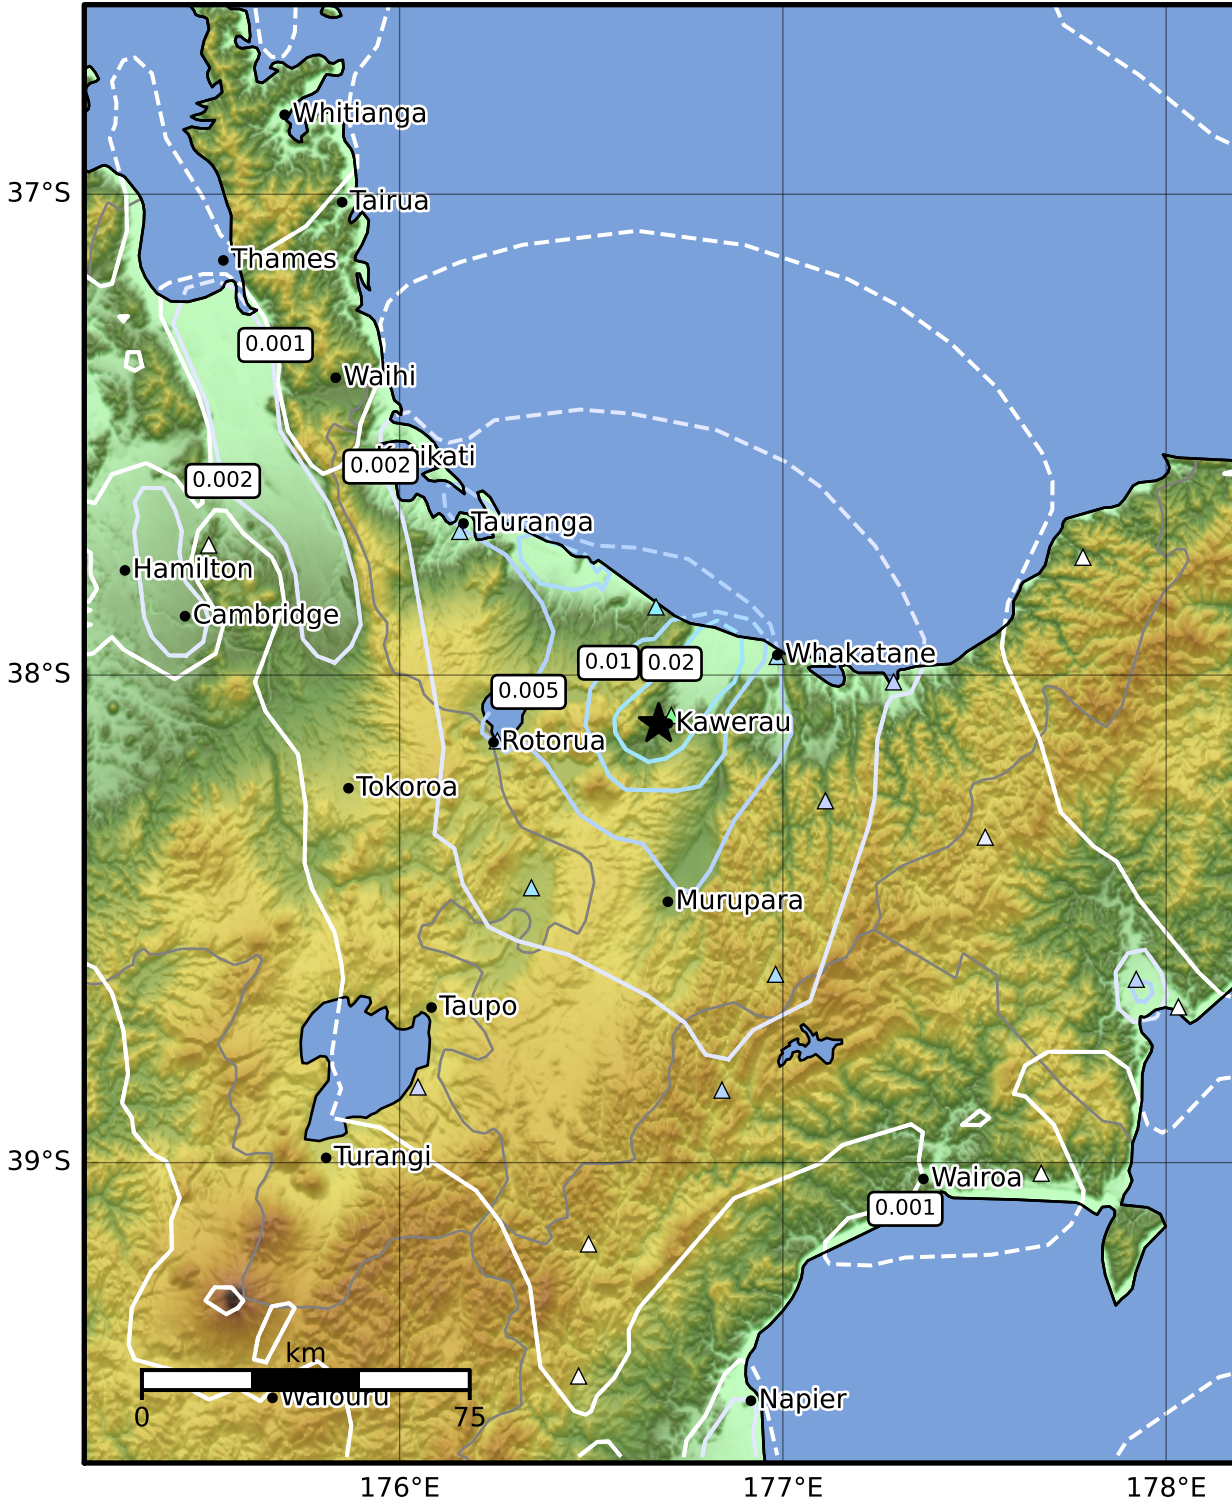 Whitianga
37°S
Tairua
Thames
0.001
Waihi
0.002
0.002
Tauranga
Hamilton
Cambridge
Whakatane
0.01
0.02
38°S
0.005
Kawerau
Rotorua
Tokoroa
Murupara
Taupo
Turangi
39°S
Wairoa
0.001
km
Napier
0
75
176°E
177°E
178°E